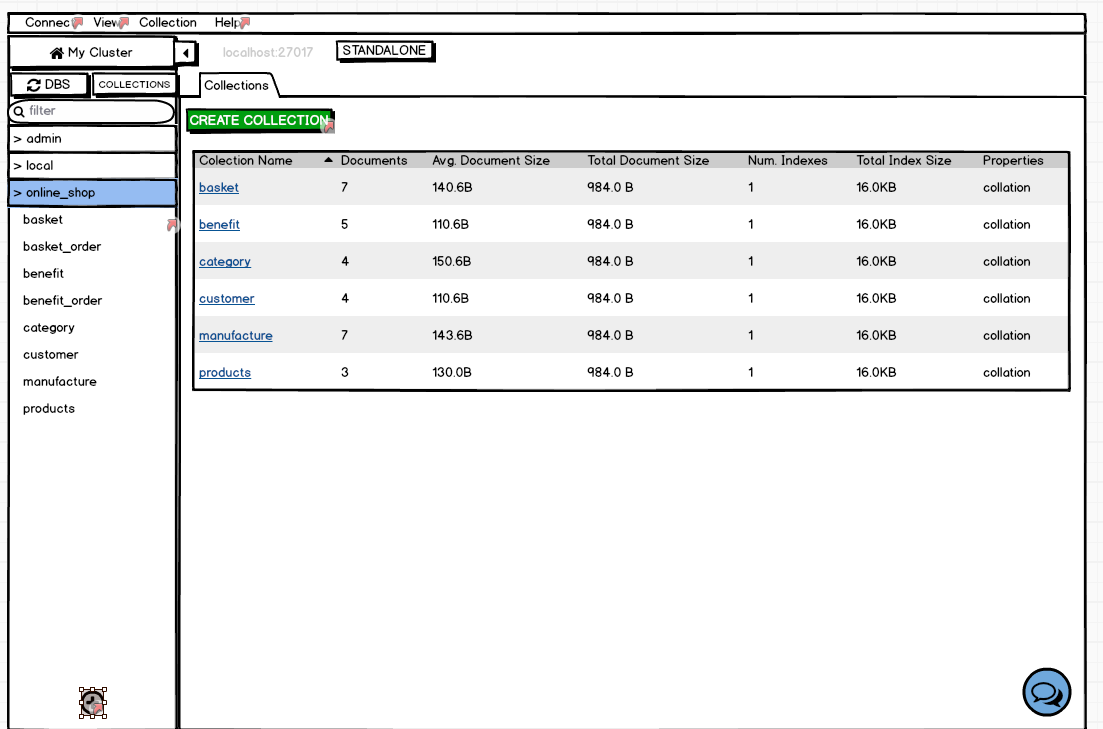 Connect View Collection Help
My Cluster localhost:27017 STANDALONE
DBS COLLECTIONS Collections
filter
CREATE COLLECTION
> admin
> local
> online_shop
basket
basket_order
benefit
benefit_order
category
customer
manufacture
products
Colection Name Documents Avg. Document Size Total Document Size Num. Indexes Total Index Size Properties
basket 7 140.6B 984.0 B 1 16.0KB collation
benefit 5 110.6B 984.0 B 1 16.0KB collation
category 4 150.6B 984.0 B 1 16.0KB collation
customer 4 110.6B 984.0 B 1 16.0KB collation
manufacture 7 143.6B 984.0 B 1 16.0KB collation
products 3 130.0B 984.0 B 1 16.0KB collation